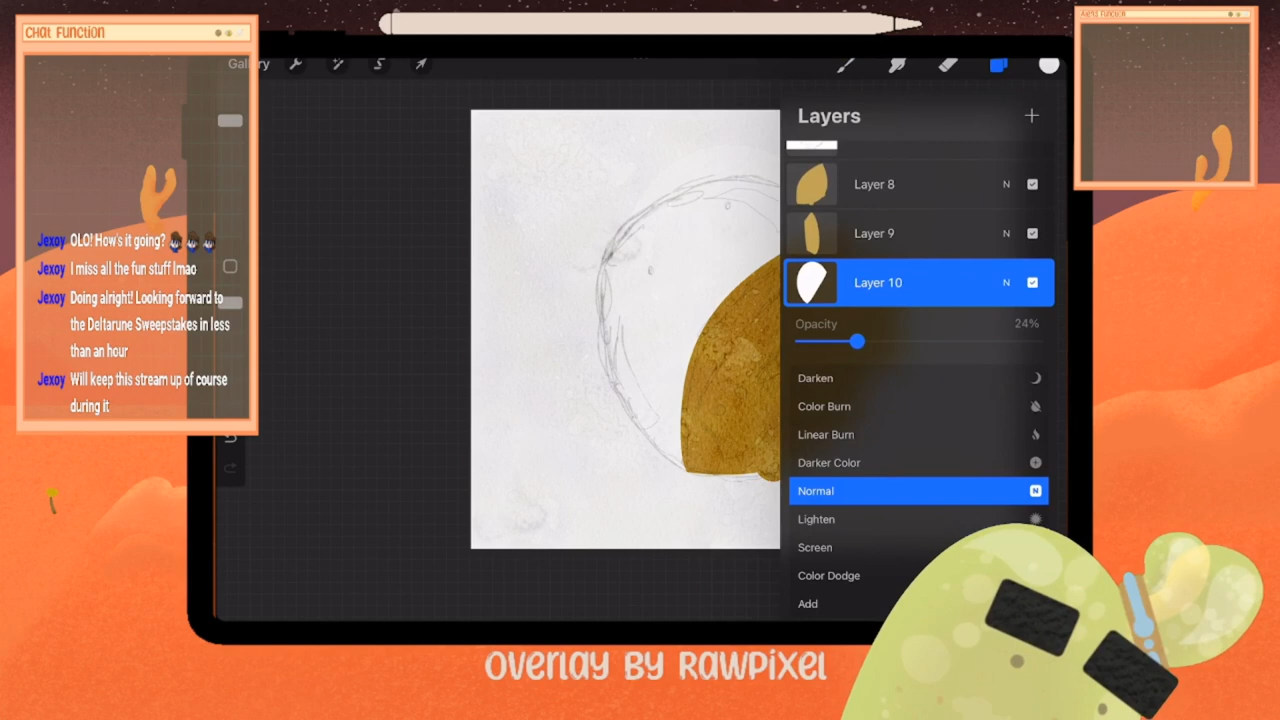 CHat FUNCtION
Jexoy OLO! How's it going?
Jexoy I miss all the fun stuff lmao
Jexoy Doing alright! Looking forward to
the Deltarune Sweepstakes in less
than an hour
Jexoy Will keep this stream up of course
during it
Gallery
Layers
Layer 8 N
Layer 9 N
Layer 10 N
Opacity 24%
Darken
Color Burn
Linear Burn
Darker Color
Normal N
Lighten
Screen
Color Dodge
Add
Alerts FUNCtION
OVerlay BY RaWPiXel